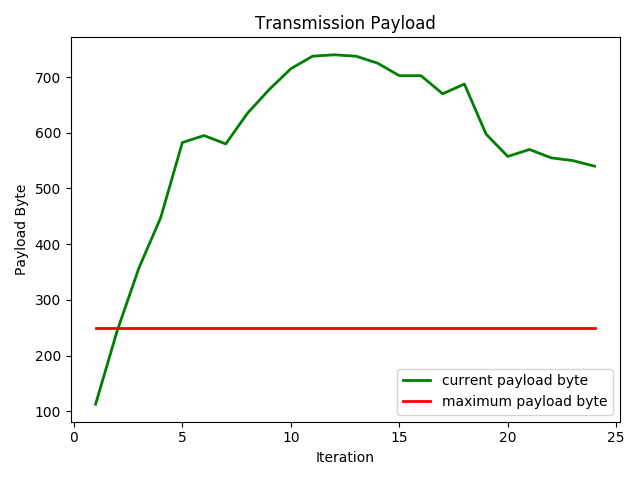 Transmission Payload
Payload Byte
700
600
500
400
300
200
100
0
5
10
15
20
25
Iteration
current payload byte
maximum payload byte